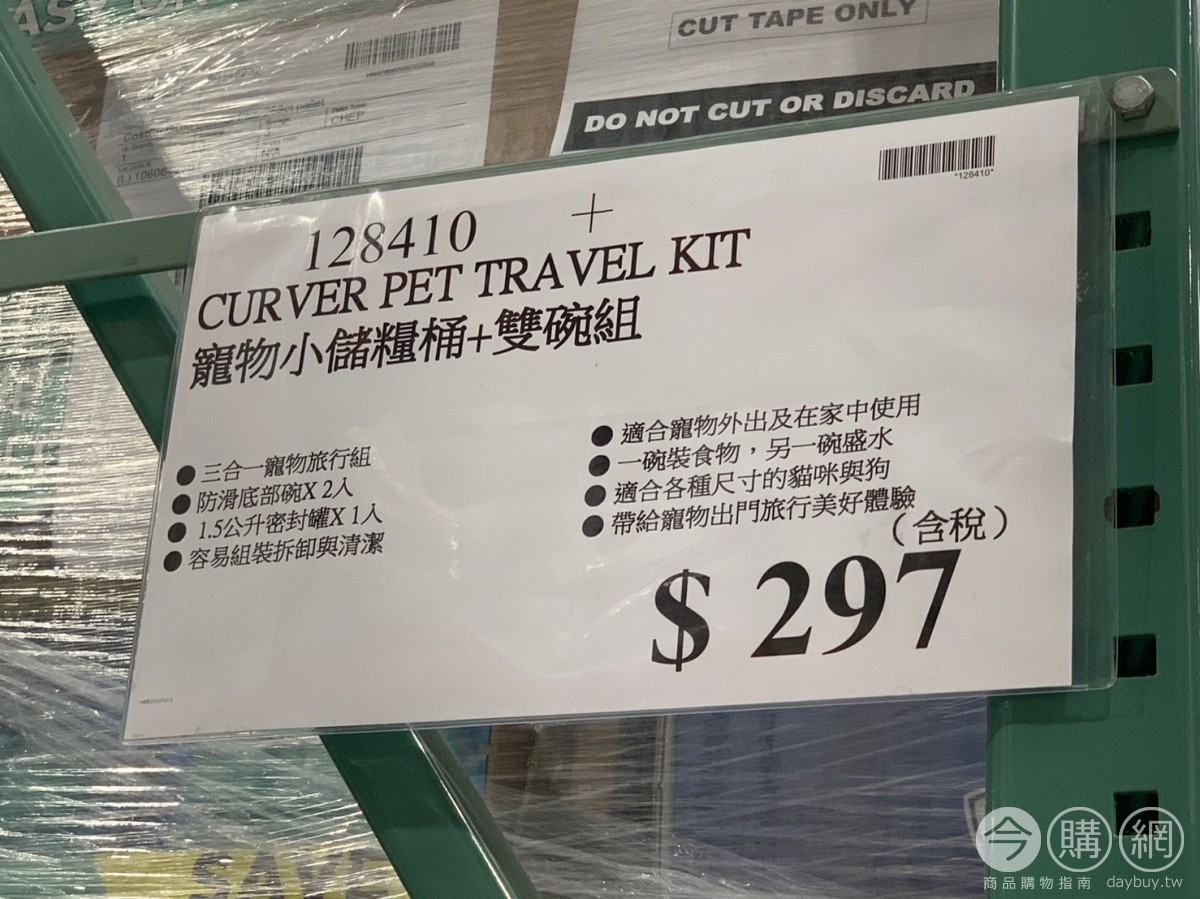 CUT TAPE ONLY
DO NOT CUT OR DISCARD
CHEP
N/A
*128410*
128410 +
CURVER PET TRAVEL KIT
寵物小儲糧桶+雙碗組
●三合一寵物旅行組
●防滑底部碗X 2入
●1.5公升密封罐X 1入
●容易組裝拆卸與清潔
●適合寵物外出及在家中使用
●一碗裝食物，另一碗盛水
●適合各種尺寸的貓咪與狗
●帶給寵物出門旅行美好體驗
（含稅）
$ 297
SAVE
今購網
商品購物指南 daybuy.tw